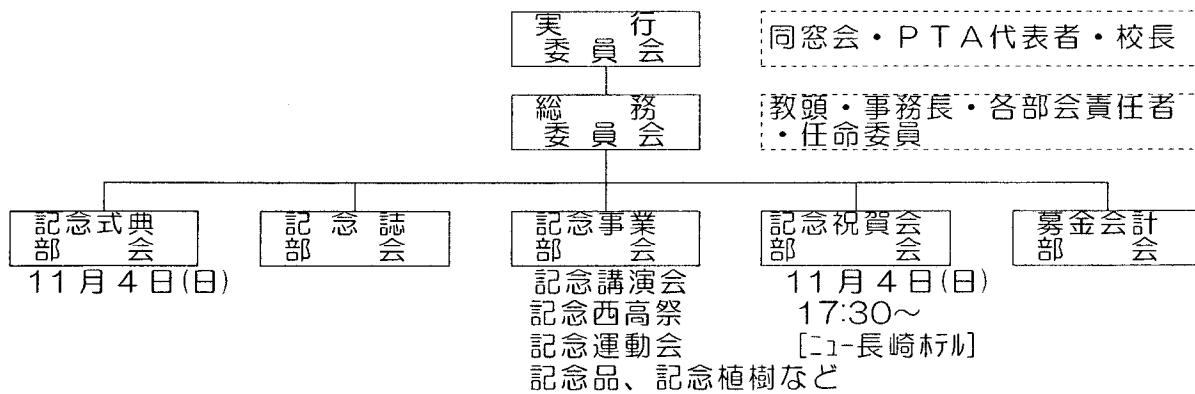 実行
委員会
同窓会・PTA代表者・校長
総務
委員会
教頭・事務長・各部会責任者
・任命委員
記念式典
部会
11月4日(日)
記念誌
部会
記念事業
部会
記念講演会
記念西高祭
記念運動会
記念品、記念植樹など
記念祝賀会
部会
11月4日(日)
17:30～
[ﾆｭｰ長崎ﾎﾃﾙ]
募金会計
部会